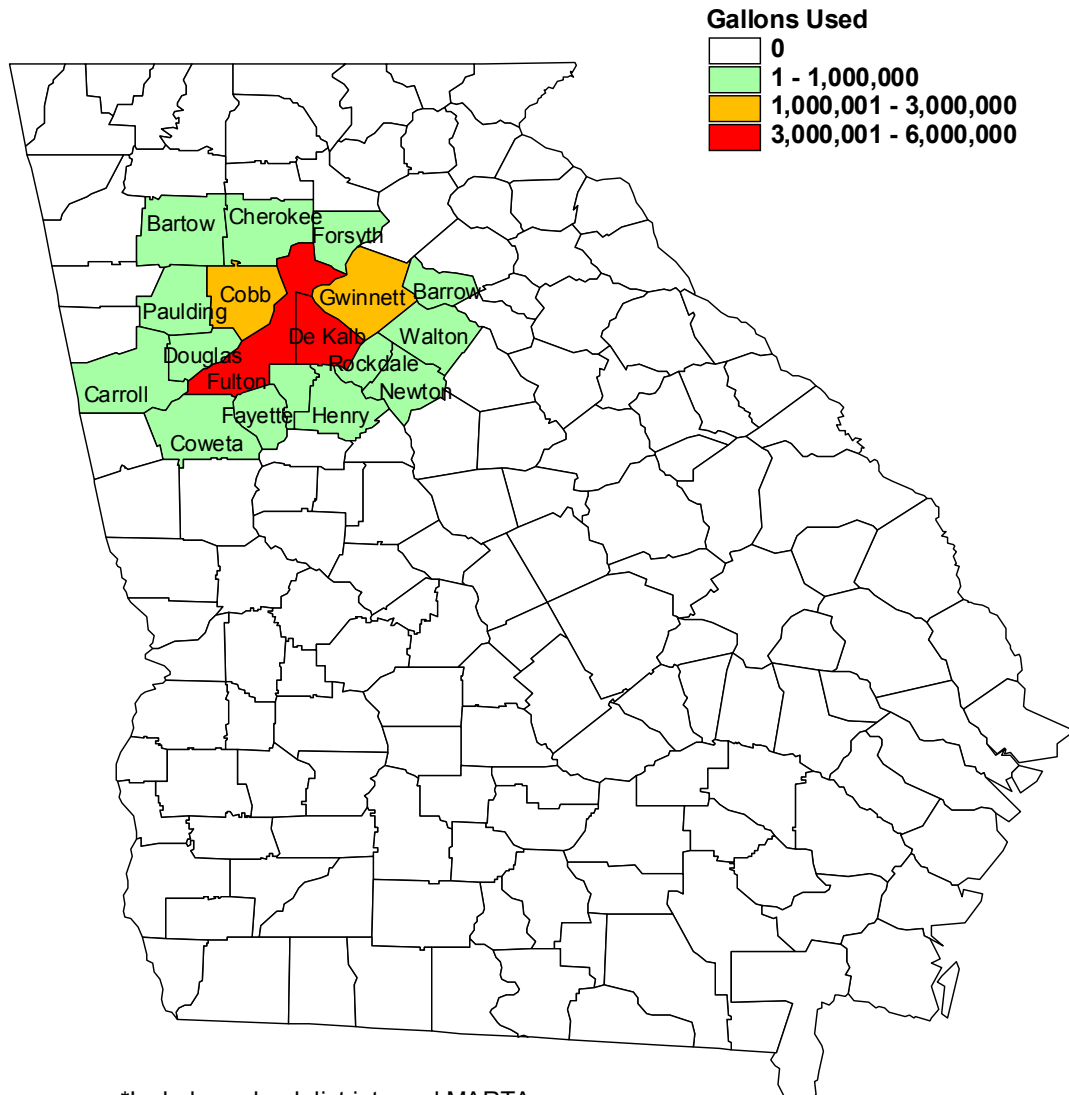 Gallons Used
0
1 - 1,000,000
1,000,001 - 3,000,000
3,000,001 - 6,000,000
Bartow
Cherokee
Forsyth
Cobb
Gwinnett
Barrow
Paulding
De Kalb
Walton
Douglas
Rockdale
Carroll
Fulton
Newton
Fayette
Henry
Coweta